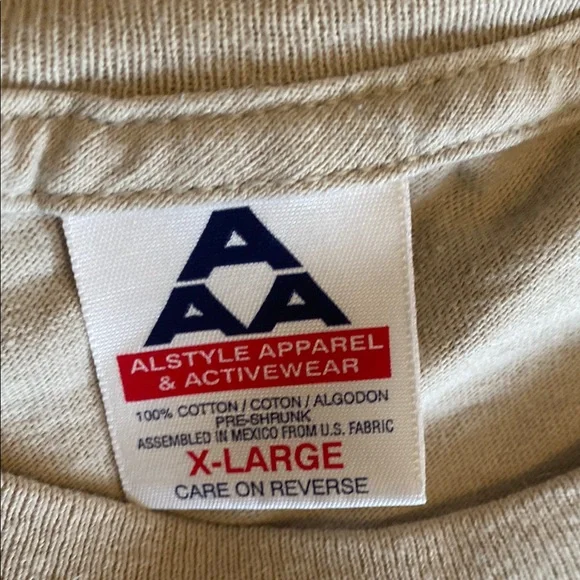 AAA
ALSTYLE APPAREL
& ACTIVEWEAR
100% COTTON / COTON / ALGODON
PRE-SHRUNK
ASSEMBLED IN MEXICO FROM U.S. FABRIC
X-LARGE
CARE ON REVERSE